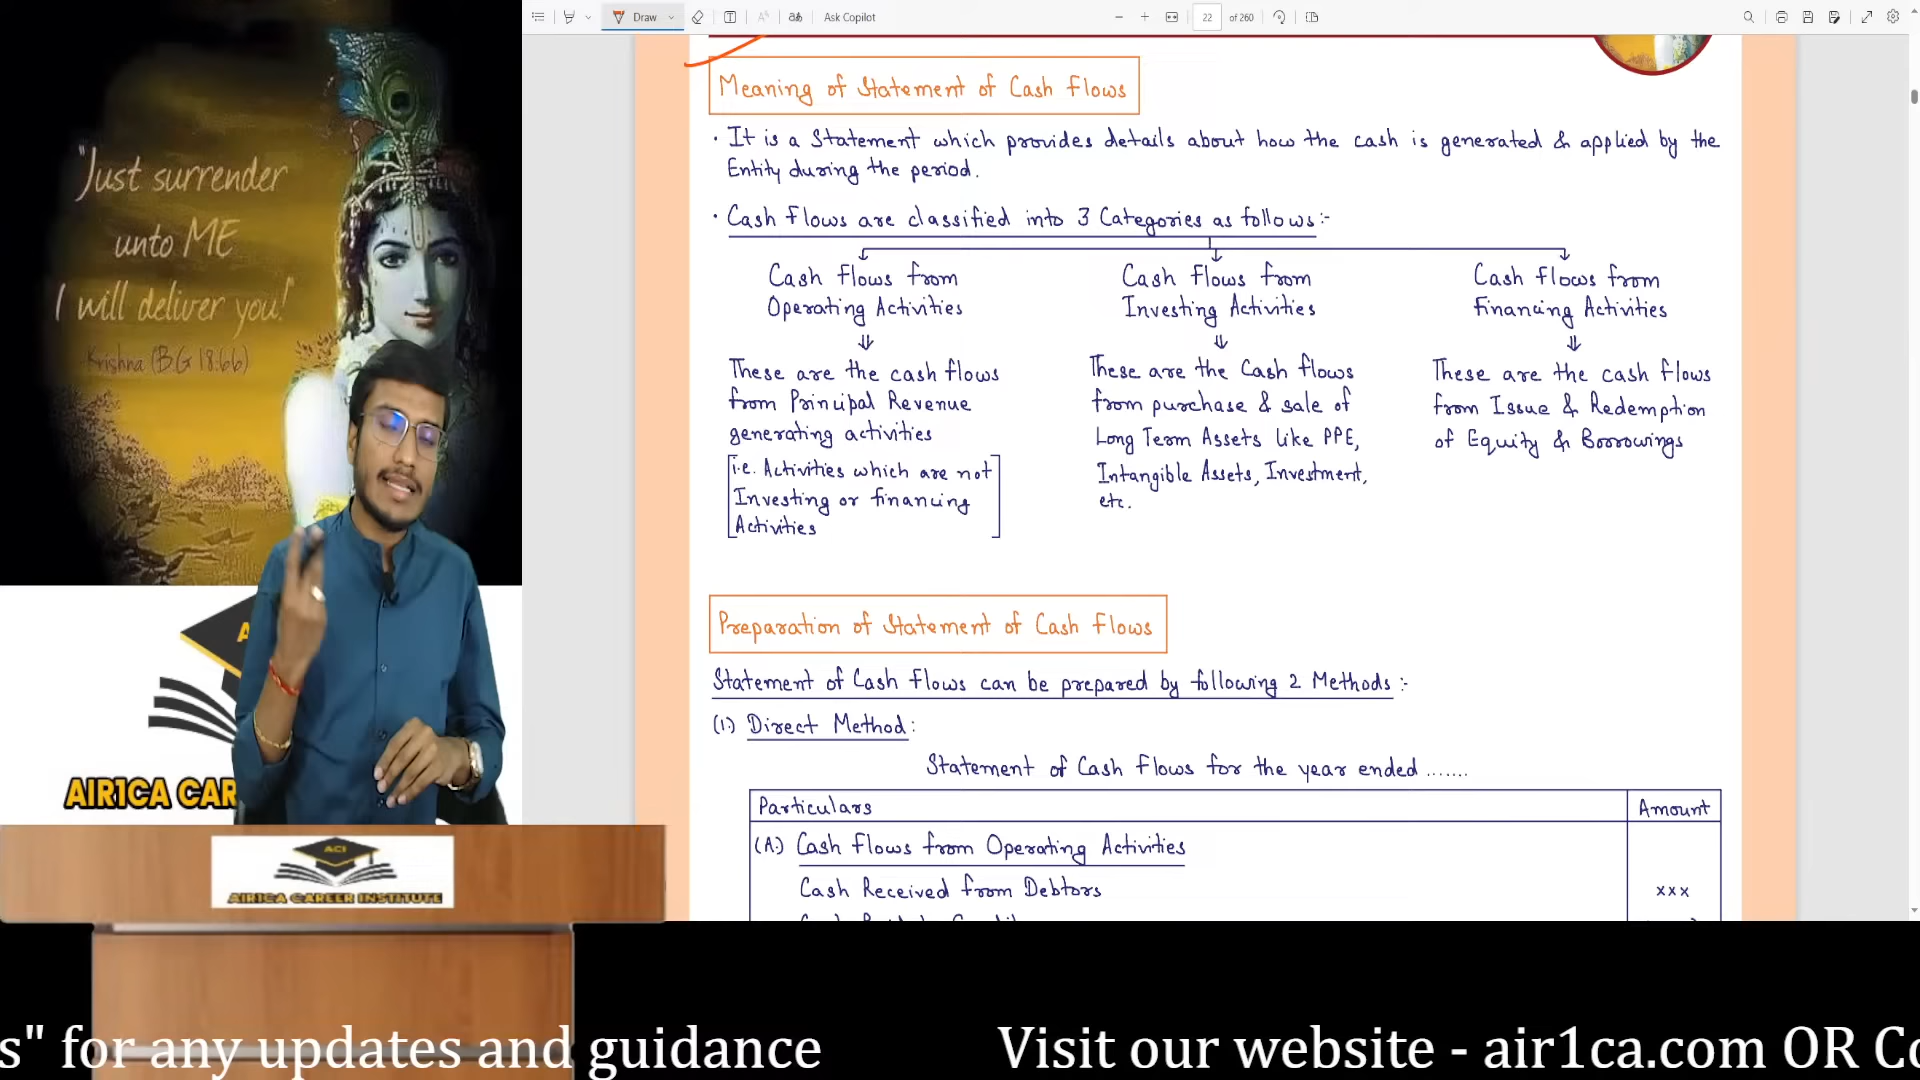 Draw
Ask Copilot
22
of 260
"Just surrender
unto ME
I will deliver you!"
Krishna (B.G 18:66)
Meaning of Statement of Cash Flows
· It is a Statement which provides details about how the cash is generated & applied by the
Entity during the period.
· Cash Flows are classified into 3 Categories as follows:-
Cash Flows from
Operating Activities
These are the cash flows
from Principal Revenue
generating activities
[i.e. Activities which are not
Investing or financing
Activities]
Cash Flows from
Investing Activities
These are the Cash flows
from purchase & sale of
Long Term Assets like PPE,
Intangible Assets, Investment,
etc.
Cash flows from
Financing Activities
These are the cash flows
from Issue & Redemption
of Equity & Borrowings
Preparation of Statement of Cash Flows
Statement of Cash Flows can be prepared by following 2 Methods:-
(1.) Direct Method:
Statement of Cash Flows for the year ended .......
Particulars
Amount
(A.) Cash Flows from Operating Activities
Cash Received from Debtors
xxx
AIR1CA CAR
ACI
AIR1CA CAREER INSTITUTE
s" for any updates and guidance
Visit our website - air1ca.com OR Co